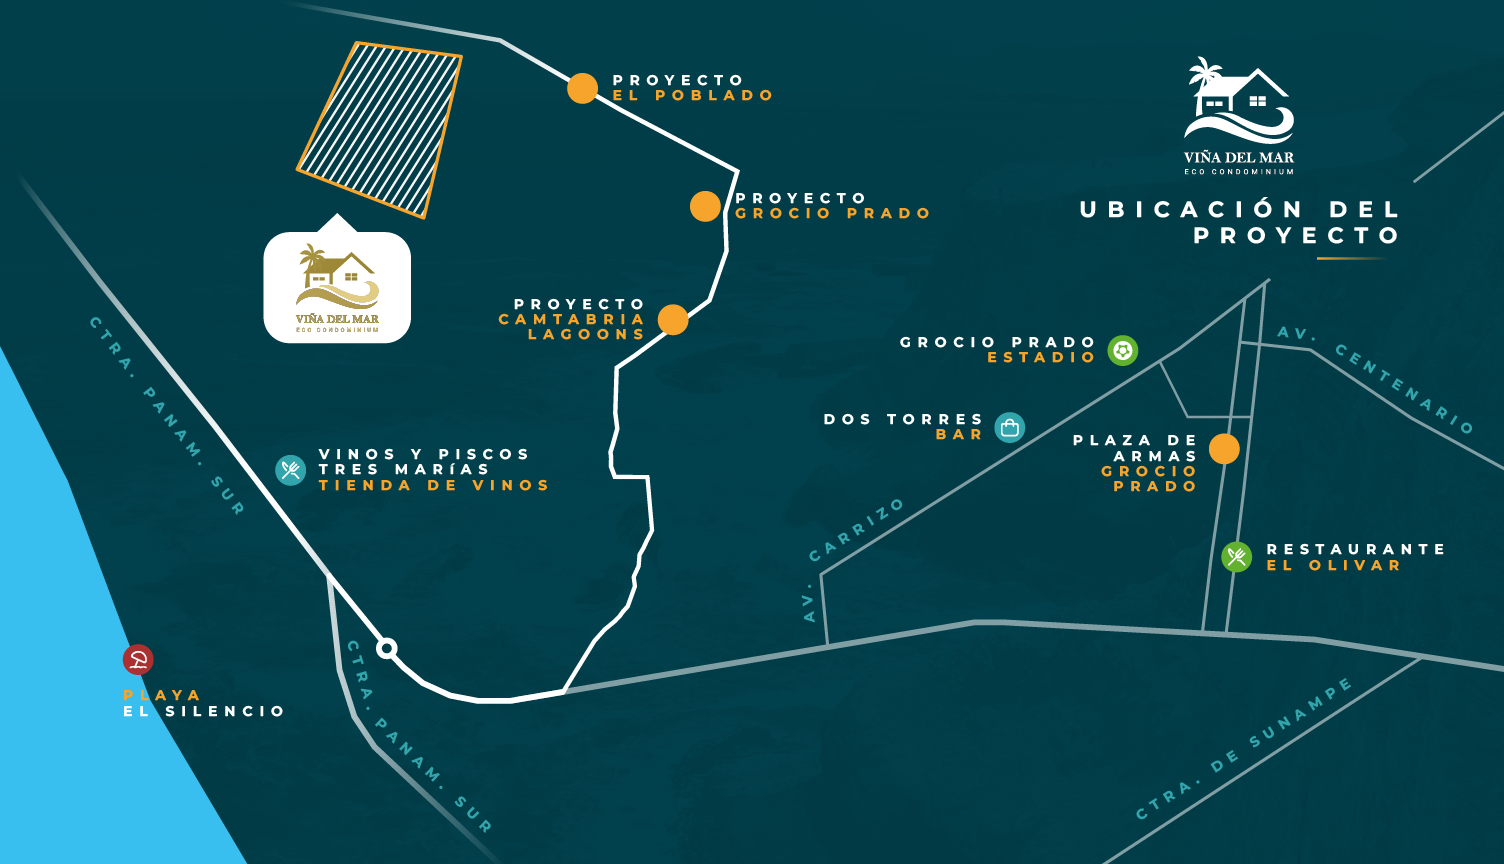 PROYECTO
EL POBLADO
VIÑA DEL MAR
ECO CONDOMINIUM
UBICACIÓN DEL
PROYECTO
PROYECTO
GROCIO PRADO
VIÑA DEL MAR
ECO CONDOMINIUM
PROYECTO
CAMTABRIA
LAGOONS
CTRA. PANAM. SUR
GROCIO PRADO
ESTADIO
AV. CENTENARIO
DOS TORRES
BAR
PLAZA DE
ARMAS
GROCIO
PRADO
VINOS Y PISCOS
TRES MARÍAS
TIENDA DE VINOS
AV. CARRIZO
RESTAURANTE
EL OLIVAR
PLAYA
EL SILENCIO
CTRA. PANAM. SUR
CTRA. DE SUNAMPE